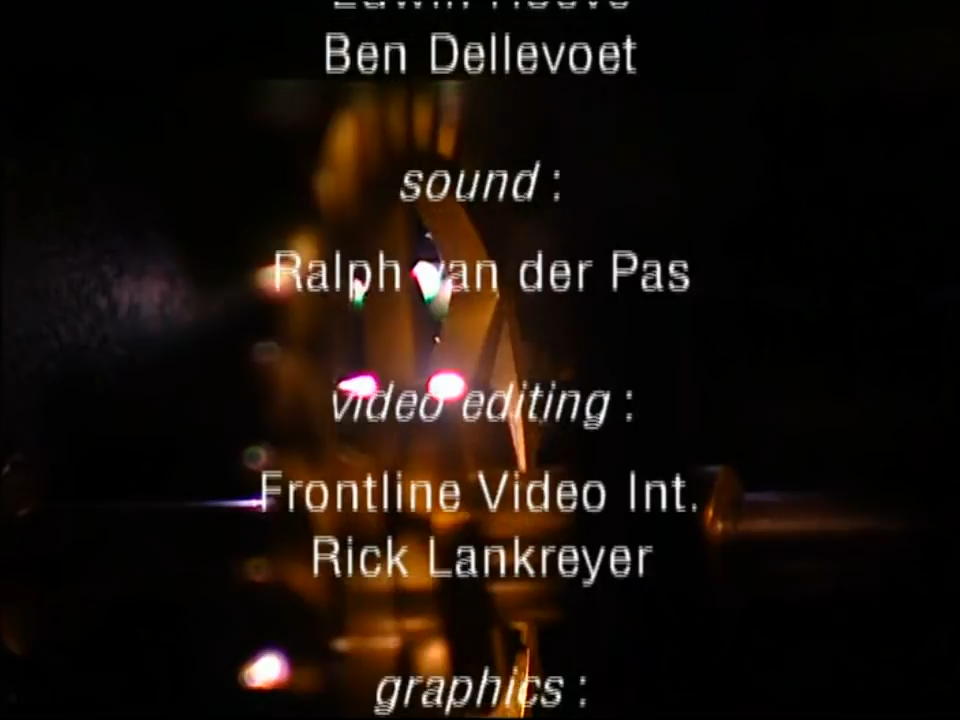 Ben Dellevoet
sound :
Ralph van der Pas
video editing :
Frontline Video Int.
Rick Lankreyer
graphics :